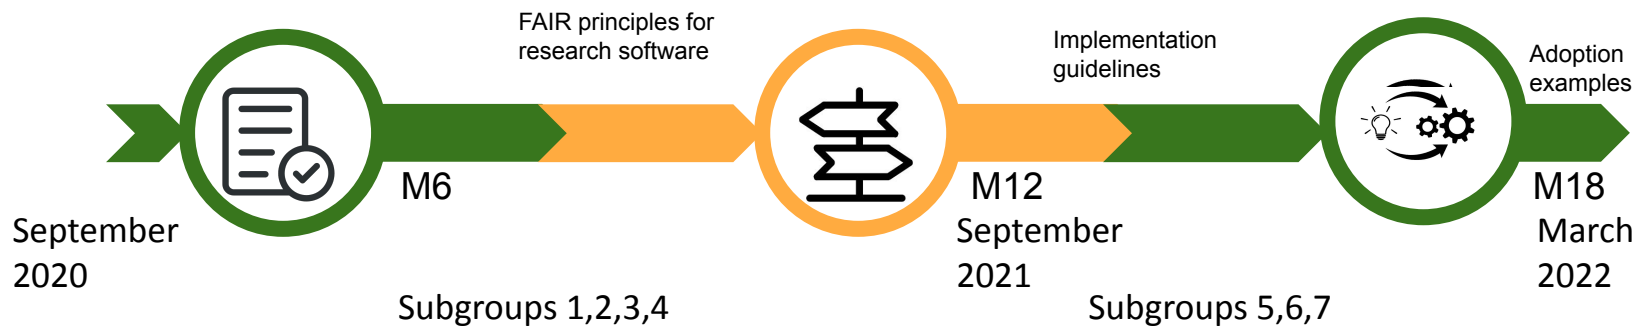 FAIR principles for
research software
Implementation
guidelines
Adoption
examples
M6
M12
M18
September
2020
September
2021
March
2022
Subgroups 1,2,3,4
Subgroups 5,6,7